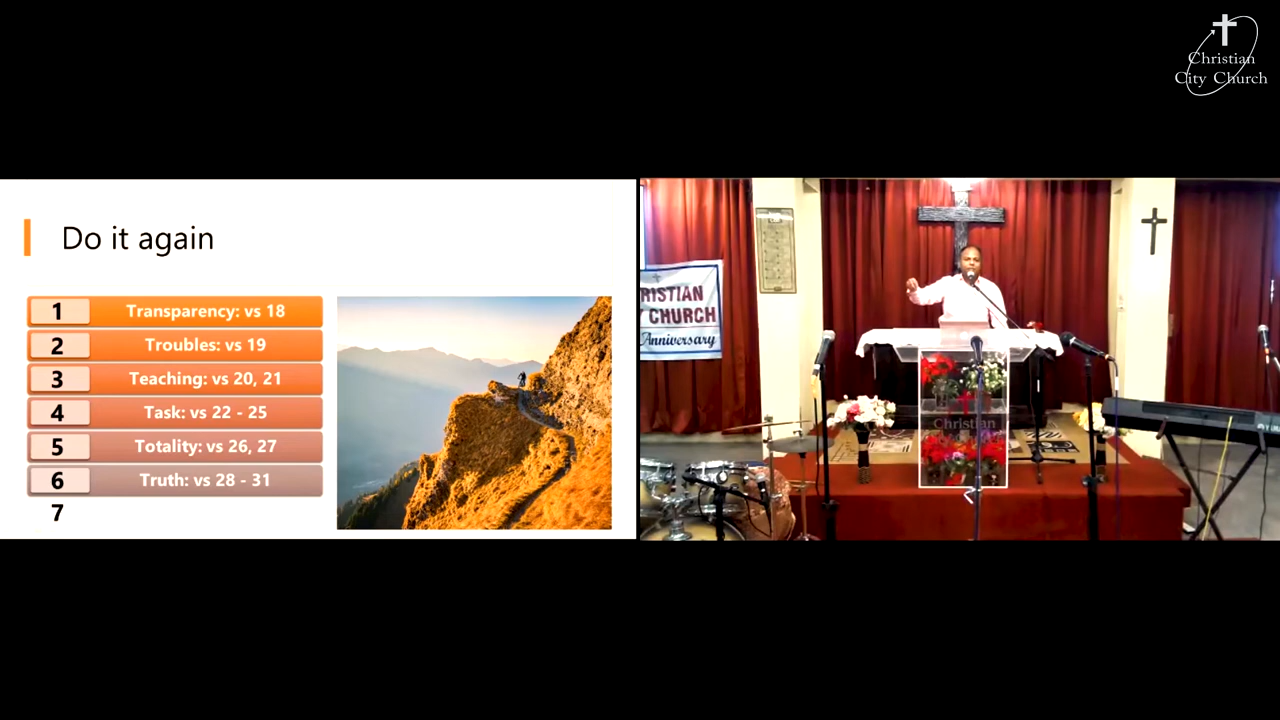 Christian
City Church
Do it again
1 Transparency: vs 18
2 Troubles: vs 19
3 Teaching: vs 20, 21
4 Task: vs 22 - 25
5 Totality: vs 26, 27
6 Truth: vs 28 - 31
7
RISTIAN
CHURCH
Anniversary
Christian